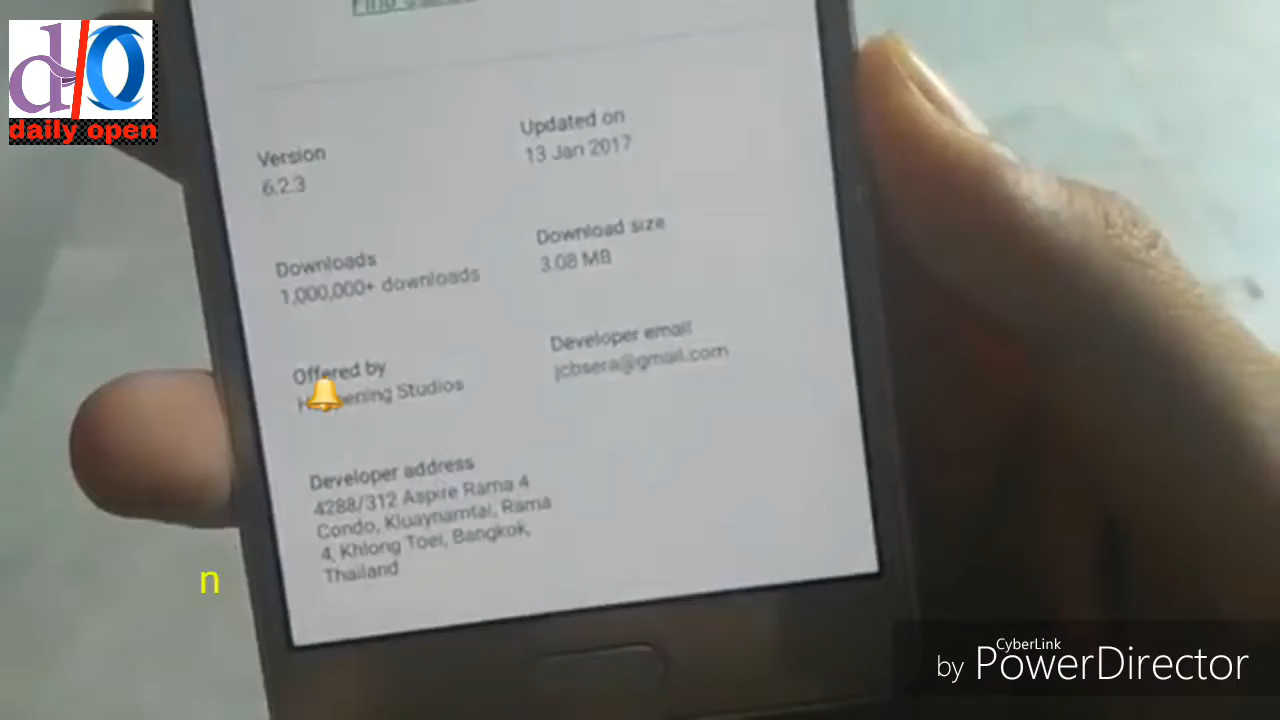 d/O
daily open
Version
6.2.3
Updated on
13 Jan 2017
Downloads
1,000,000+ downloads
Download size
3.08 MB
Offered by
Studios
Developer email
jcbsera@gmail.com
Developer address
4288/312 Aspire Rama 4
Condo, Kluaynamtai, Rama
4, Khlong Toei, Bangkok,
Thailand
n
CyberLink
by PowerDirector